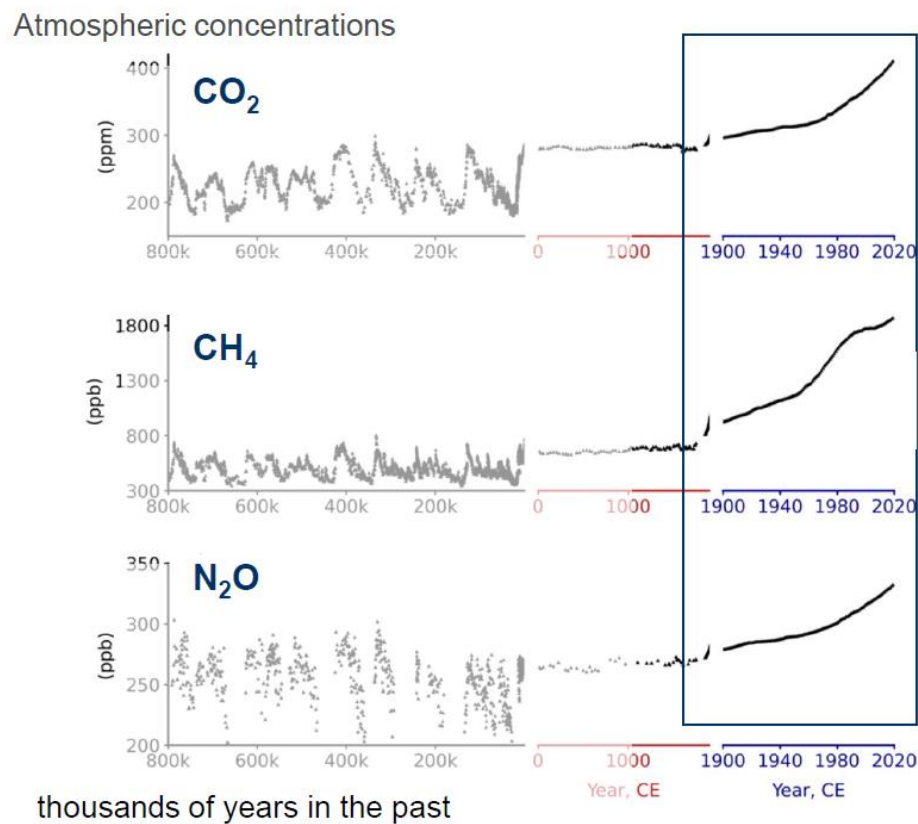 Atmospheric concentrations
CO₂
400
300
200
(ppm)
800k 600k 400k 200k 0 1000 1900 1940 1980 2020
CH₄
1800
1300
800
300
(ppb)
800k 600k 400k 200k 0 1000 1900 1940 1980 2020
N₂O
350
300
250
200
(ppb)
800k 600k 400k 200k 0 1000 1900 1940 1980 2020
Year, CE Year, CE
thousands of years in the past